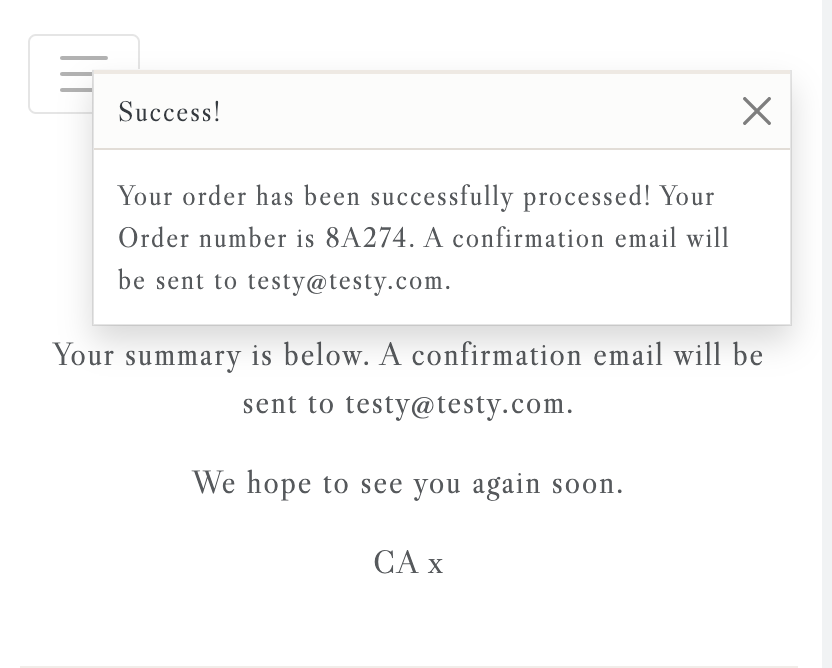 Success!
Your order has been successfully processed! Your
Order number is 8A274. A confirmation email will
be sent to testy@testy.com.
Your summary is below. A confirmation email will be
sent to testy@testy.com.
We hope to see you again soon.
CA x